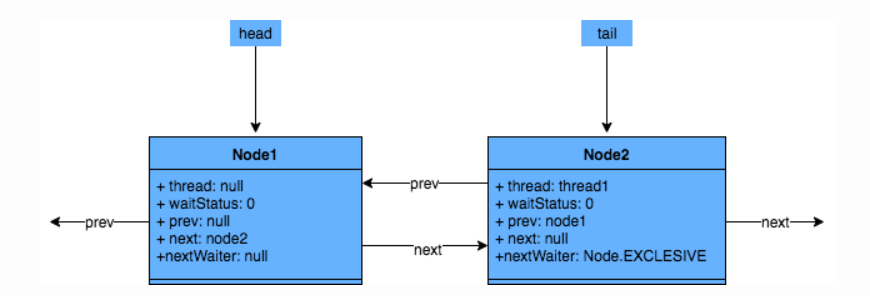 head
tail
Node1
+ thread: null
+ waitStatus: 0
+ prev: null
+ next: node2
+nextWaiter: null
Node2
+ thread: thread1
+ waitStatus: 0
+ prev: node1
+ next: null
+nextWaiter: Node.EXCLESIVE
prev
prev
next
next